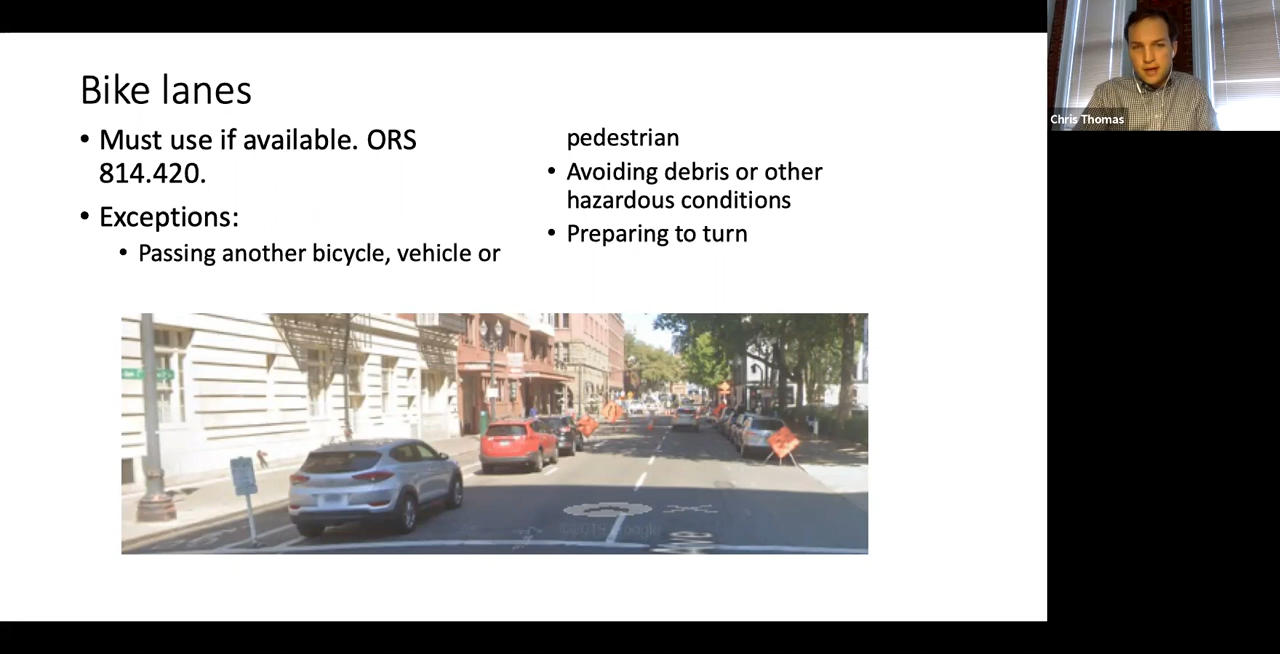 Bike lanes
• Must use if available. ORS
814.420.
• Exceptions:
• Passing another bicycle, vehicle or
pedestrian
• Avoiding debris or other
hazardous conditions
• Preparing to turn
Chris Thomas